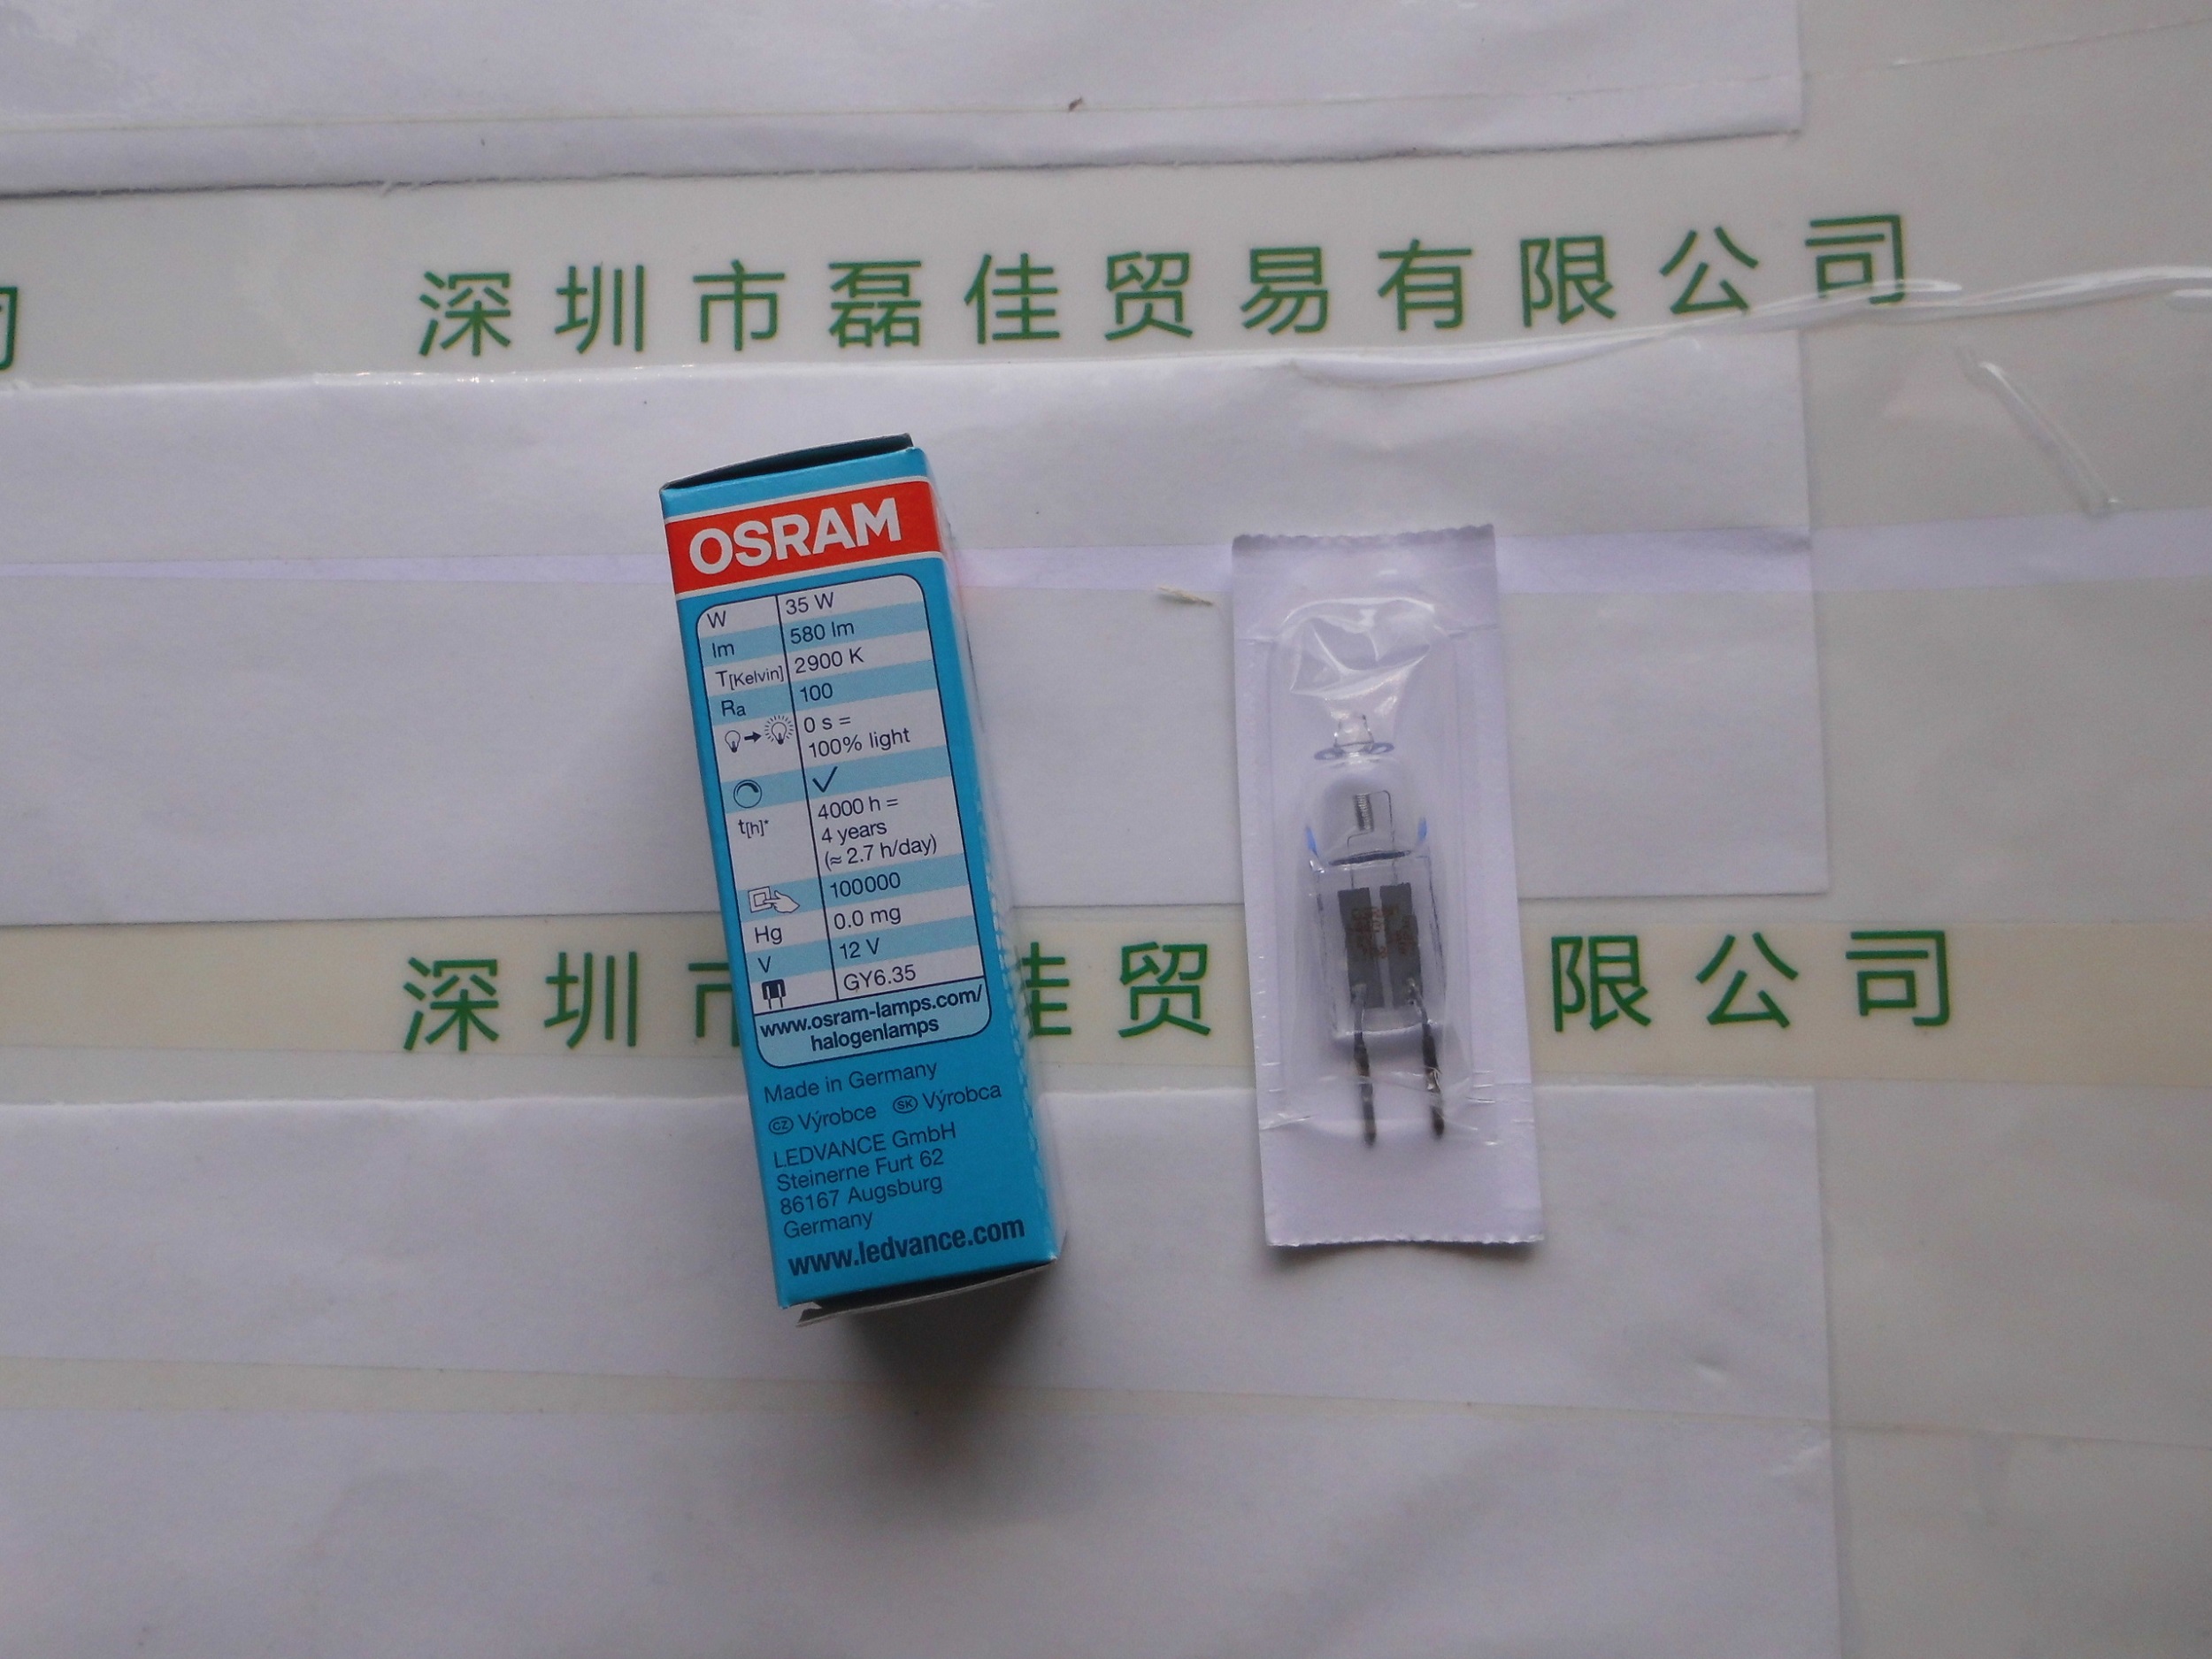 深圳市磊佳贸易有限公司
OSRAM
W 35 W
lm 580 lm
T[Kelvin] 2900 K
Ra 100
0 s =
100% light
t[h]* 4000 h =
4 years
(≈ 2.7 h/day)
100000
Hg 0.0 mg
V 12 V
GY6.35
www.osram-lamps.com/
halogenlamps
Made in Germany
CZ Výrobce SK Výrobca
LEDVANCE GmbH
Steinerne Furt 62
86167 Augsburg
Germany
www.ledvance.com
深圳市佳贸限公司